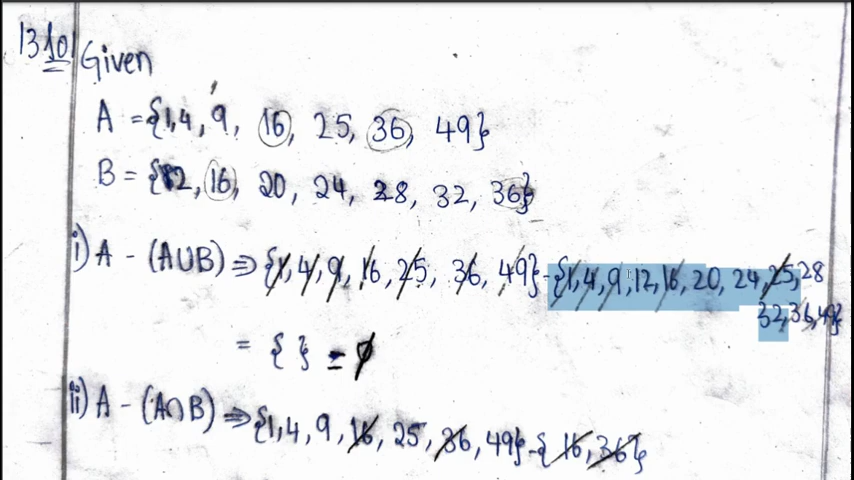 1310)
Given
A = {1,4, 9, 16, 25, 36, 49}
B = {12, 16, 20, 24, 28, 32, 36}
i) A - (A∪B) ⇒ {1,4,9,16,25, 36, 49} - {1,4,9,12,16,20,24,25,28
32,36,49}
= { } = ϕ
ii) A - (A∩B) ⇒ {1,4,9,16,25,36,49} - {16,36}